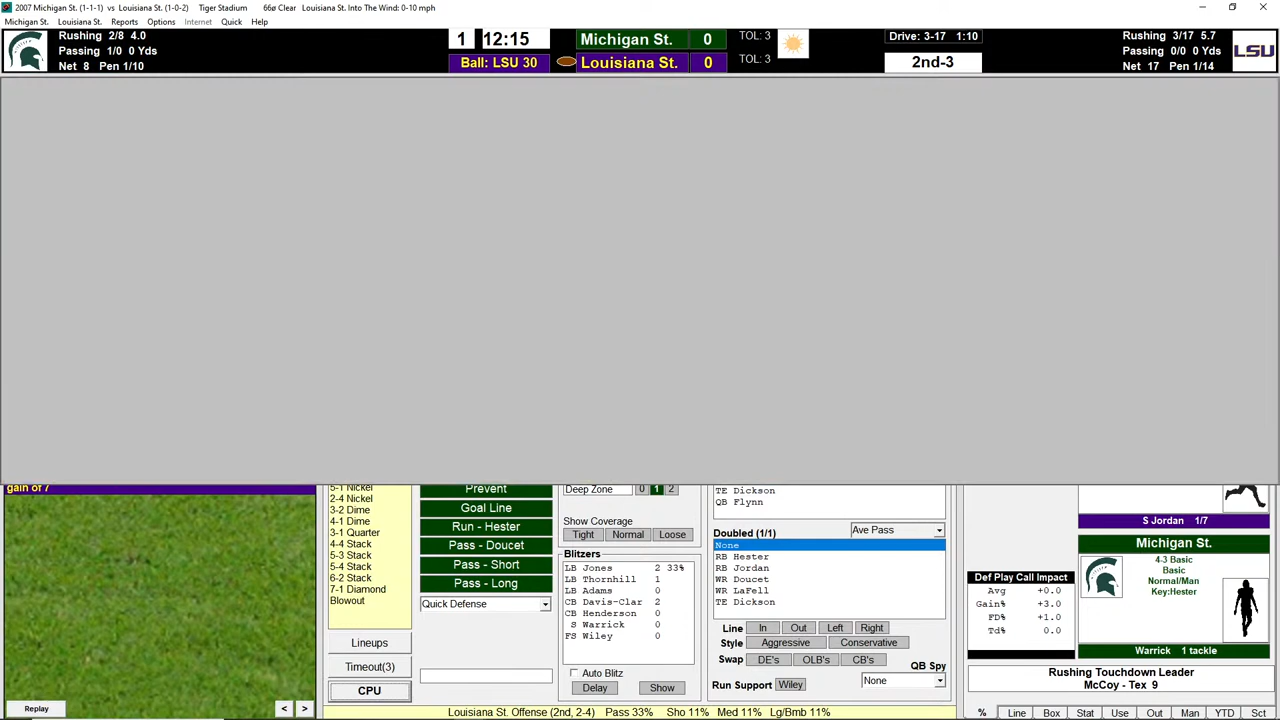 2007 Michigan St. (1-1-1) vs Louisiana St. (1-0-2) Tiger Stadium 66ø Clear Louisiana St. Into The Wind: 0-10 mph
Michigan St. Louisiana St. Reports Options Internet Quick Help
Rushing 2/8 4.0
Passing 1/0 0 Yds
Net 8 Pen 1/10
1 12:15
Ball: LSU 30
Michigan St. 0
Louisiana St. 0
TOL: 3
TOL: 3
Drive: 3-17 1:10
2nd-3
Rushing 3/17 5.7
Passing 0/0 0 Yds
Net 17 Pen 1/14
LSU
gain of 7
Replay < >
5-1 Nickel
2-4 Nickel
3-2 Dime
4-1 Dime
3-1 Quarter
4-4 Stack
5-3 Stack
5-4 Stack
6-2 Stack
7-1 Diamond
Blowout
Lineups
Timeout(3)
CPU
Prevent
Goal Line
Run - Hester
Pass - Doucet
Pass - Short
Pass - Long
Quick Defense
Deep Zone 0 1 2
Show Coverage
Tight Normal Loose
Blitzers
LB Jones 2 33%
LB Thornhill 1
LB Adams 0
CB Davis-Clar 2
CB Henderson 0
S Warrick 0
FS Wiley 0
Auto Blitz
Delay Show
TE Dickson
QB Flynn
Doubled (1/1) Ave Pass
None
RB Hester
RB Jordan
WR Doucet
WR LaFell
TE Dickson
Line In Out Left Right
Style Aggressive Conservative
Swap DE's OLB's CB's
QB Spy
Run Support Wiley None
Louisiana St. Offense (2nd, 2-4) Pass 33% Sho 11% Med 11% Lg/Bmb 11%
Def Play Call Impact
Avg +0.0
Gain% +3.0
FD% +1.0
Td% 0.0
S Jordan 1/7
Michigan St.
4-3 Basic
Basic
Normal/Man
Key:Hester
Warrick 1 tackle
Rushing Touchdown Leader
McCoy - Tex 9
% Line Box Stat Use Out Man YTD Sct